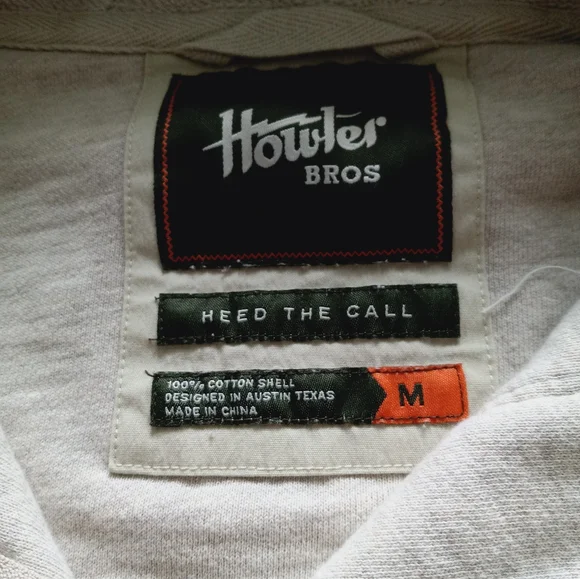 Howler
BROS
HEED THE CALL
100% COTTON SHELL
DESIGNED IN AUSTIN TEXAS
MADE IN CHINA
M